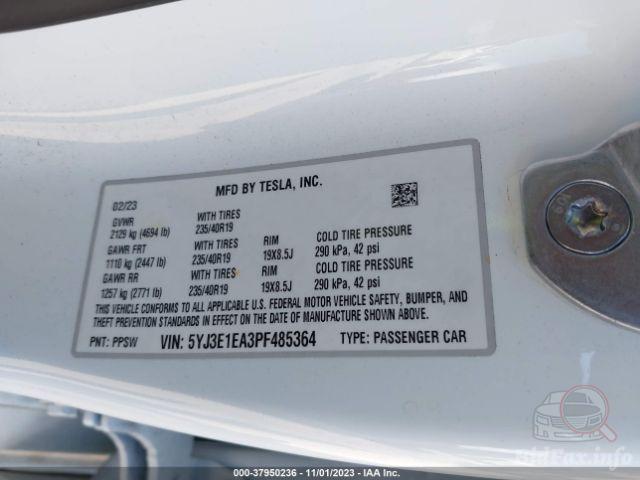 MFD BY TESLA, INC.
02/23
GVWR WITH TIRES
2129 kg (4694 lb) 235/40R19
GAWR FRT WITH TIRES RIM COLD TIRE PRESSURE
1110 kg (2447 lb) 235/40R19 19X8.5J 290 kPa, 42 psi
GAWR RR WITH TIRES RIM COLD TIRE PRESSURE
1257 kg (2771 lb) 235/40R19 19X8.5J 290 kPa, 42 psi
THIS VEHICLE CONFORMS TO ALL APPLICABLE U.S. FEDERAL MOTOR VEHICLE SAFETY, BUMPER, AND
THEFT PREVENTION STANDARDS IN EFFECT ON THE DATE OF MANUFACTURE SHOWN ABOVE.
PNT: PPSW VIN: 5YJ3E1EA3PF485364 TYPE: PASSENGER CAR
BidFax.info
000-37950236 - 11/01/2023 - IAA Inc.